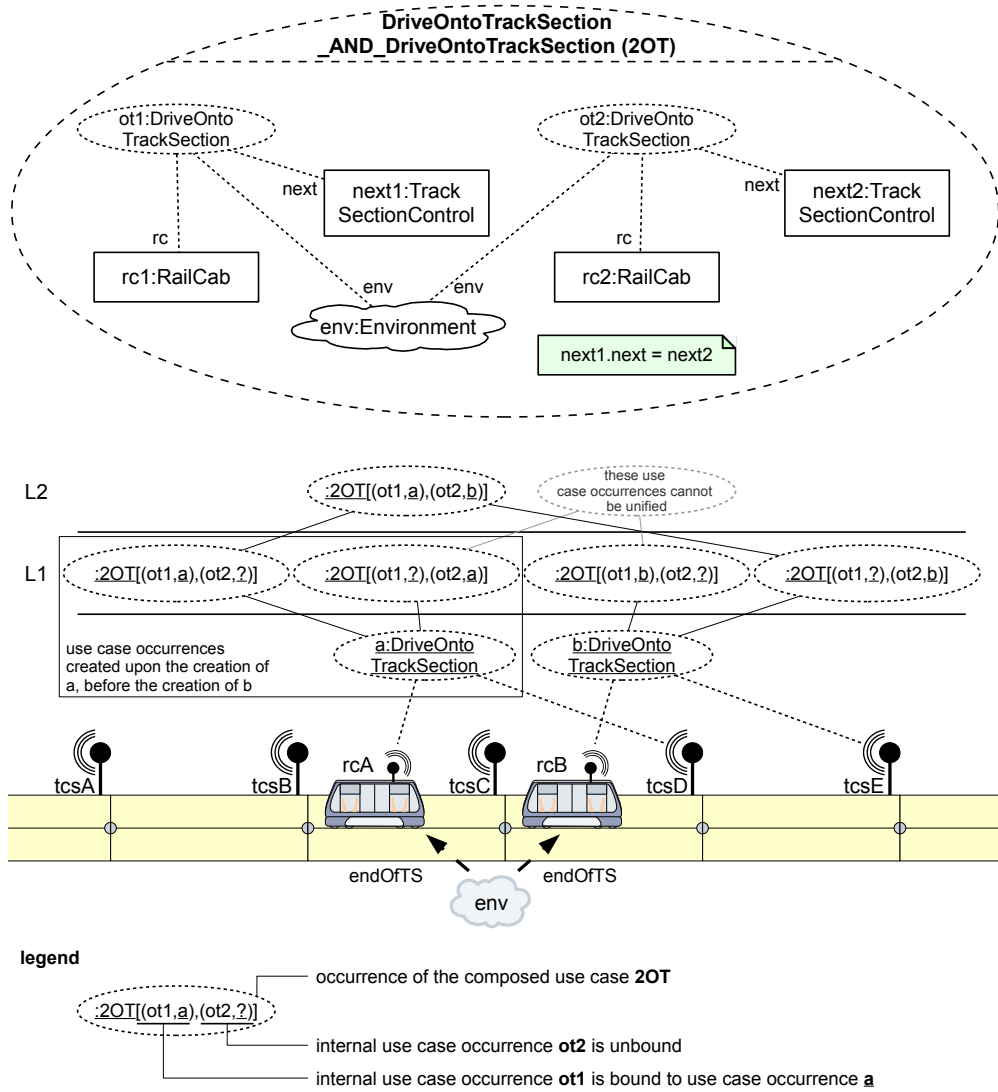 DriveOntoTrackSection
_AND_DriveOntoTrackSection (2OT)
ot1:DriveOnto
TrackSection
ot2:DriveOnto
TrackSection
next
next1:Track
SectionControl
next
next2:Track
SectionControl
rc
rc
rc1:RailCab
rc2:RailCab
env
env
env:Environment
next1.next = next2
L2
:2OT[(ot1,a),(ot2,b)]
these use
case occurrences cannot
be unified
L1
:2OT[(ot1,a),(ot2,?)]
:2OT[(ot1,?),(ot2,a)]
:2OT[(ot1,b),(ot2,?)]
:2OT[(ot1,?),(ot2,b)]
use case occurrences
created upon the creation of
a, before the creation of b
a:DriveOnto
TrackSection
b:DriveOnto
TrackSection
tcsA
tcsB
rcA
tcsC
rcB
tcsD
tcsE
endOfTS
endOfTS
env
legend
occurrence of the composed use case 2OT
:2OT[(ot1,a),(ot2,?)]
internal use case occurrence ot2 is unbound
internal use case occurrence ot1 is bound to use case occurrence a